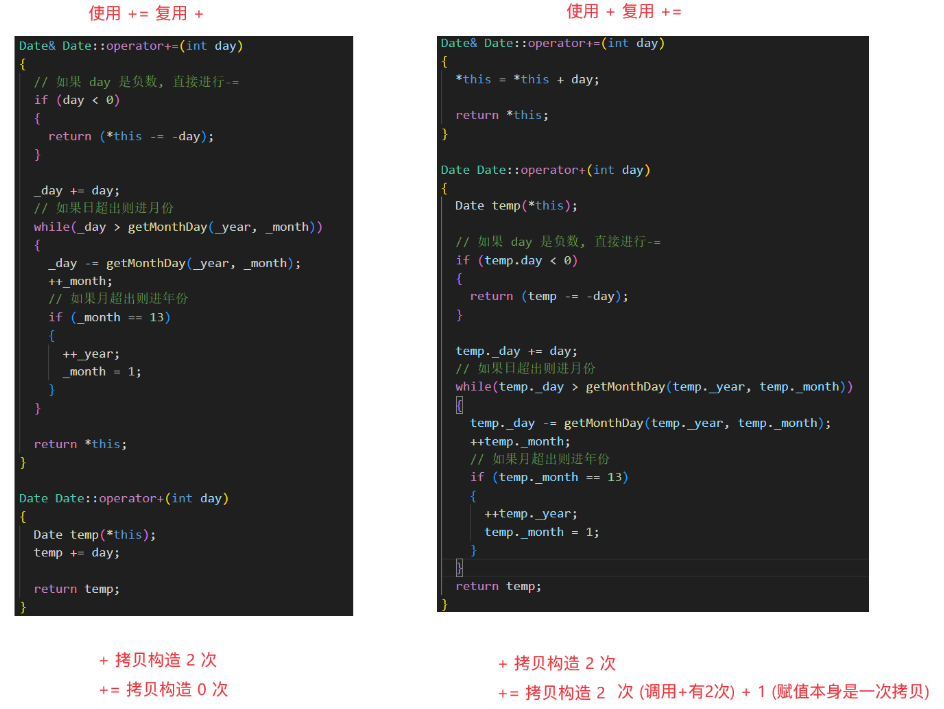 使用 += 复用 +
Date& Date::operator+=(int day)
{
  // 如果 day 是负数, 直接进行-=
  if (day < 0)
  {
    return (*this -= -day);
  }

  _day += day;
  // 如果日超出则进月份
  while(_day > getMonthDay(_year, _month))
  {
    _day -= getMonthDay(_year, _month);
    ++_month;
    // 如果月超出则进年份
    if (_month == 13)
    {
      ++_year;
      _month = 1;
    }
  }

  return *this;
}

Date Date::operator+(int day)
{
  Date temp(*this);
  temp += day;

  return temp;
}
+ 拷贝构造 2 次
+= 拷贝构造 0 次
使用 + 复用 +=
Date& Date::operator+=(int day)
{
  *this = *this + day;

  return *this;
}

Date Date::operator+(int day)
{
  Date temp(*this);

  // 如果 day 是负数, 直接进行-=
  if (temp.day < 0)
  {
    return (temp -= -day);
  }

  temp._day += day;
  // 如果日超出则进月份
  while(temp._day > getMonthDay(temp._year, temp._month))
  {
    temp._day -= getMonthDay(temp._year, temp._month);
    ++temp._month;
    // 如果月超出则进年份
    if (temp._month == 13)
    {
      ++temp._year;
      temp._month = 1;
    }
  }
  return temp;
}
+ 拷贝构造 2 次
+= 拷贝构造 2 次 (调用+有2次) + 1 (赋值本身是一次拷贝)